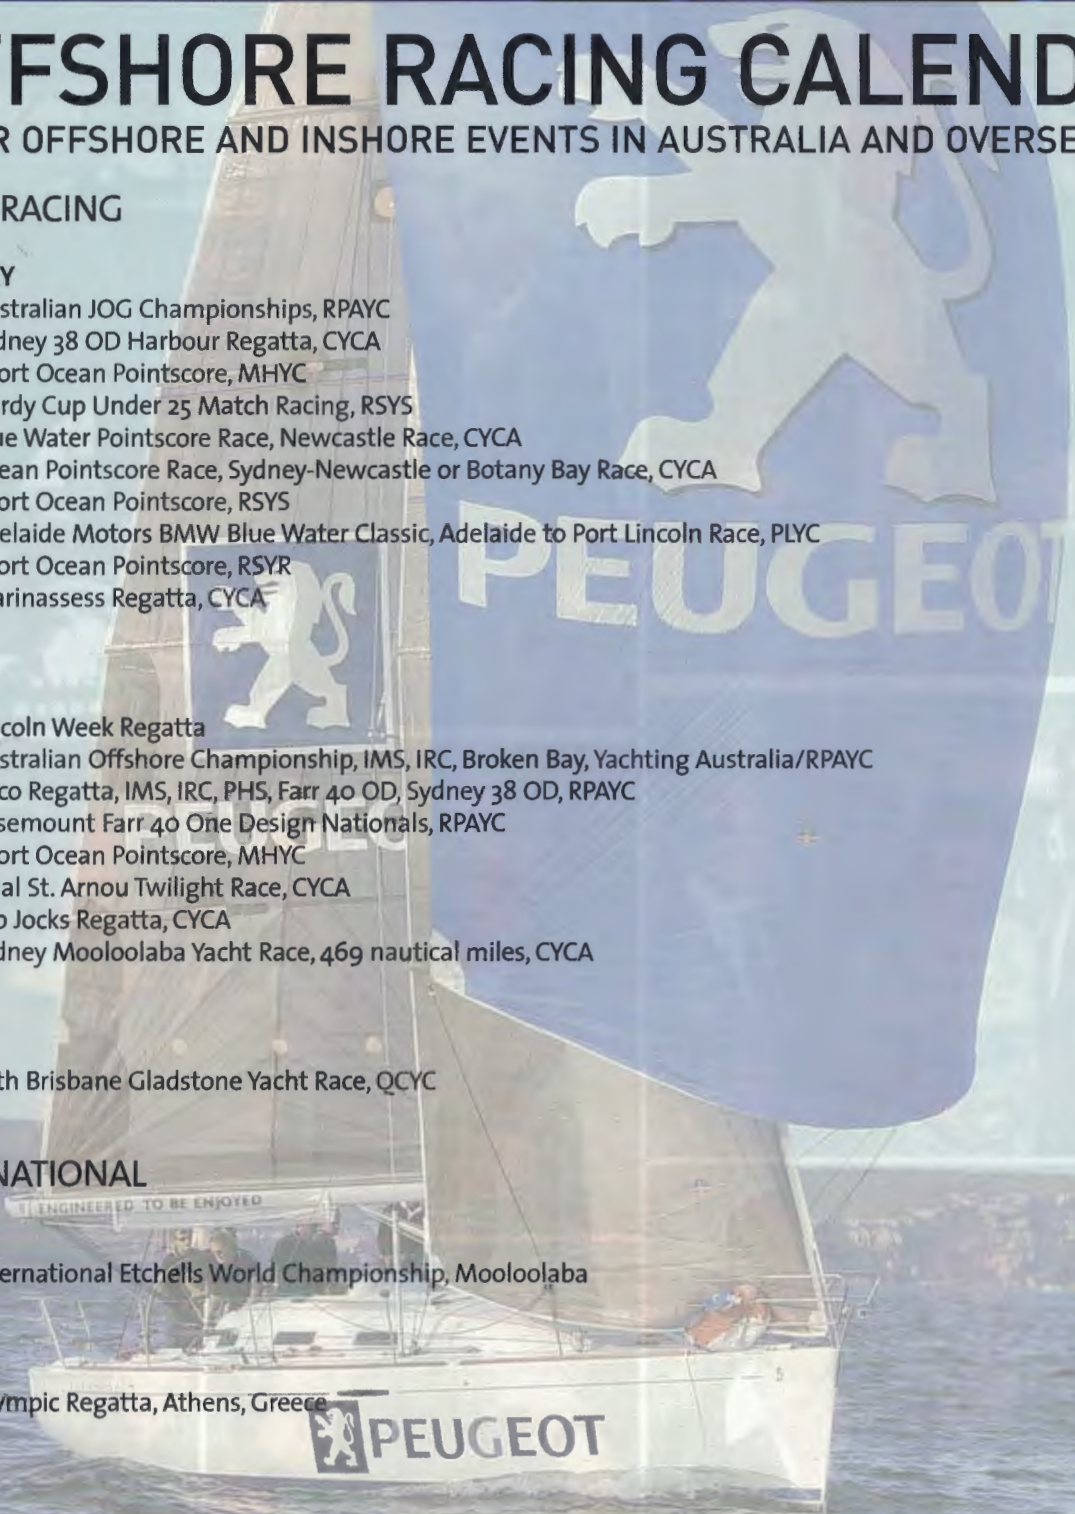 FFSHORE RACING CALEND
R OFFSHORE AND INSHORE EVENTS IN AUSTRALIA AND OVERSE
RACING
Y
stralian JOG Championships, RPAYC
dney 38 OD Harbour Regatta, CYCA
ort Ocean Pointscore, MHYC
rdy Cup Under 25 Match Racing, RSYS
ue Water Pointscore Race, Newcastle Race, CYCA
ean Pointscore Race, Sydney-Newcastle or Botany Bay Race, CYCA
ort Ocean Pointscore, RSYS
elaide Motors BMW Blue Water Classic, Adelaide to Port Lincoln Race, PLYC
PEUGEOT
ort Ocean Pointscore, RSYR
arinassess Regatta, CYCA
coln Week Regatta
stralian Offshore Championship, IMS, IRC, Broken Bay, Yachting Australia/RPAYC
co Regatta, IMS, IRC, PHS, Farr 40 OD, Sydney 38 OD, RPAYC
semount Farr 40 One Design Nationals, RPAYC
PEUGEO
ort Ocean Pointscore, MHYC
al St. Arnou Twilight Race, CYCA
o Jocks Regatta, CYCA
dney Mooloolaba Yacht Race, 469 nautical miles, CYCA
th Brisbane Gladstone Yacht Race, QCYC
NATIONAL
ENGINEERED TO BE ENJOYED
ernational Etchells World Championship, Mooloolaba
ympic Regatta, Athens, Greece
PEUGEOT
5